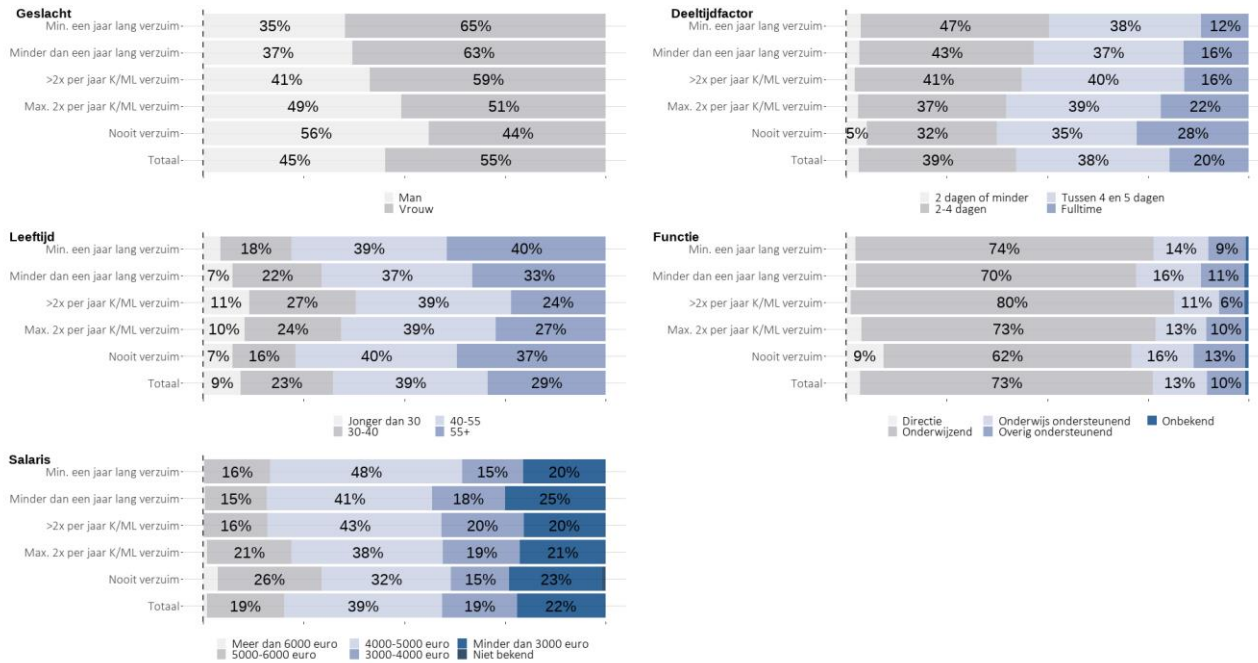 Geslacht
Min. een jaar lang verzuim 35% 65%
Minder dan een jaar lang verzuim 37% 63%
>2x per jaar K/ML verzuim 41% 59%
Max. 2x per jaar K/ML verzuim 49% 51%
Nooit verzuim 56% 44%
Totaal 45% 55%
Man
Vrouw
Deeltijdfactor
Min. een jaar lang verzuim 47% 38% 12%
Minder dan een jaar lang verzuim 43% 37% 16%
>2x per jaar K/ML verzuim 41% 40% 16%
Max. 2x per jaar K/ML verzuim 37% 39% 22%
Nooit verzuim 5% 32% 35% 28%
Totaal 39% 38% 20%
2 dagen of minder Tussen 4 en 5 dagen
2-4 dagen Fulltime
Leeftijd
Min. een jaar lang verzuim 18% 39% 40%
Minder dan een jaar lang verzuim 7% 22% 37% 33%
>2x per jaar K/ML verzuim 11% 27% 39% 24%
Max. 2x per jaar K/ML verzuim 10% 24% 39% 27%
Nooit verzuim 7% 16% 40% 37%
Totaal 9% 23% 39% 29%
Jonger dan 30 40-55
30-40 55+
Functie
Min. een jaar lang verzuim 74% 14% 9%
Minder dan een jaar lang verzuim 70% 16% 11%
>2x per jaar K/ML verzuim 80% 11% 6%
Max. 2x per jaar K/ML verzuim 73% 13% 10%
Nooit verzuim 9% 62% 16% 13%
Totaal 73% 13% 10%
Directie Onderwijs ondersteunend Onbekend
Onderwijzend Overig ondersteunend
Salaris
Min. een jaar lang verzuim 16% 48% 15% 20%
Minder dan een jaar lang verzuim 15% 41% 18% 25%
>2x per jaar K/ML verzuim 16% 43% 20% 20%
Max. 2x per jaar K/ML verzuim 21% 38% 19% 21%
Nooit verzuim 26% 32% 15% 23%
Totaal 19% 39% 19% 22%
Meer dan 6000 euro 4000-5000 euro Minder dan 3000 euro
5000-6000 euro 3000-4000 euro Niet bekend